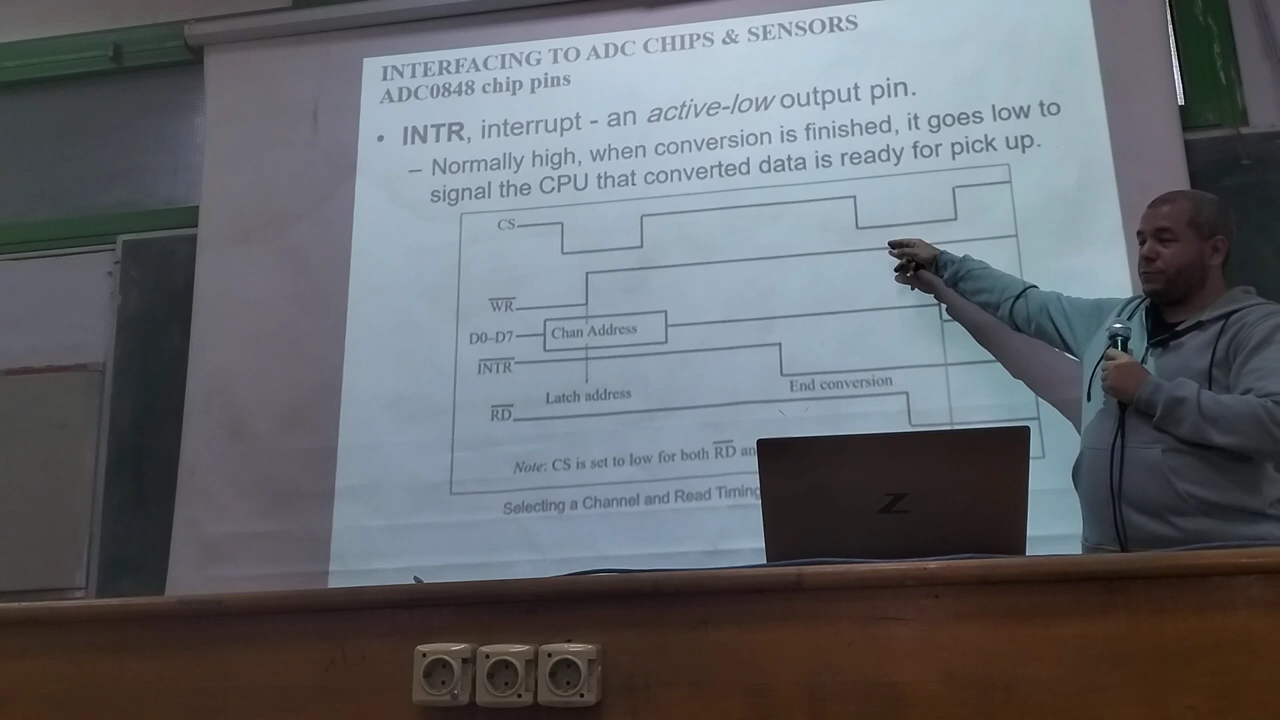 INTERFACING TO ADC CHIPS & SENSORS
ADC0848 chip pins
• INTR, interrupt - an active-low output pin.
– Normally high, when conversion is finished, it goes low to
signal the CPU that converted data is ready for pick up.
CS
WR
D0–D7
Chan Address
INTR
End conversion
Latch address
RD
Note: CS is set to low for both RD an
Selecting a Channel and Read Timing
Z